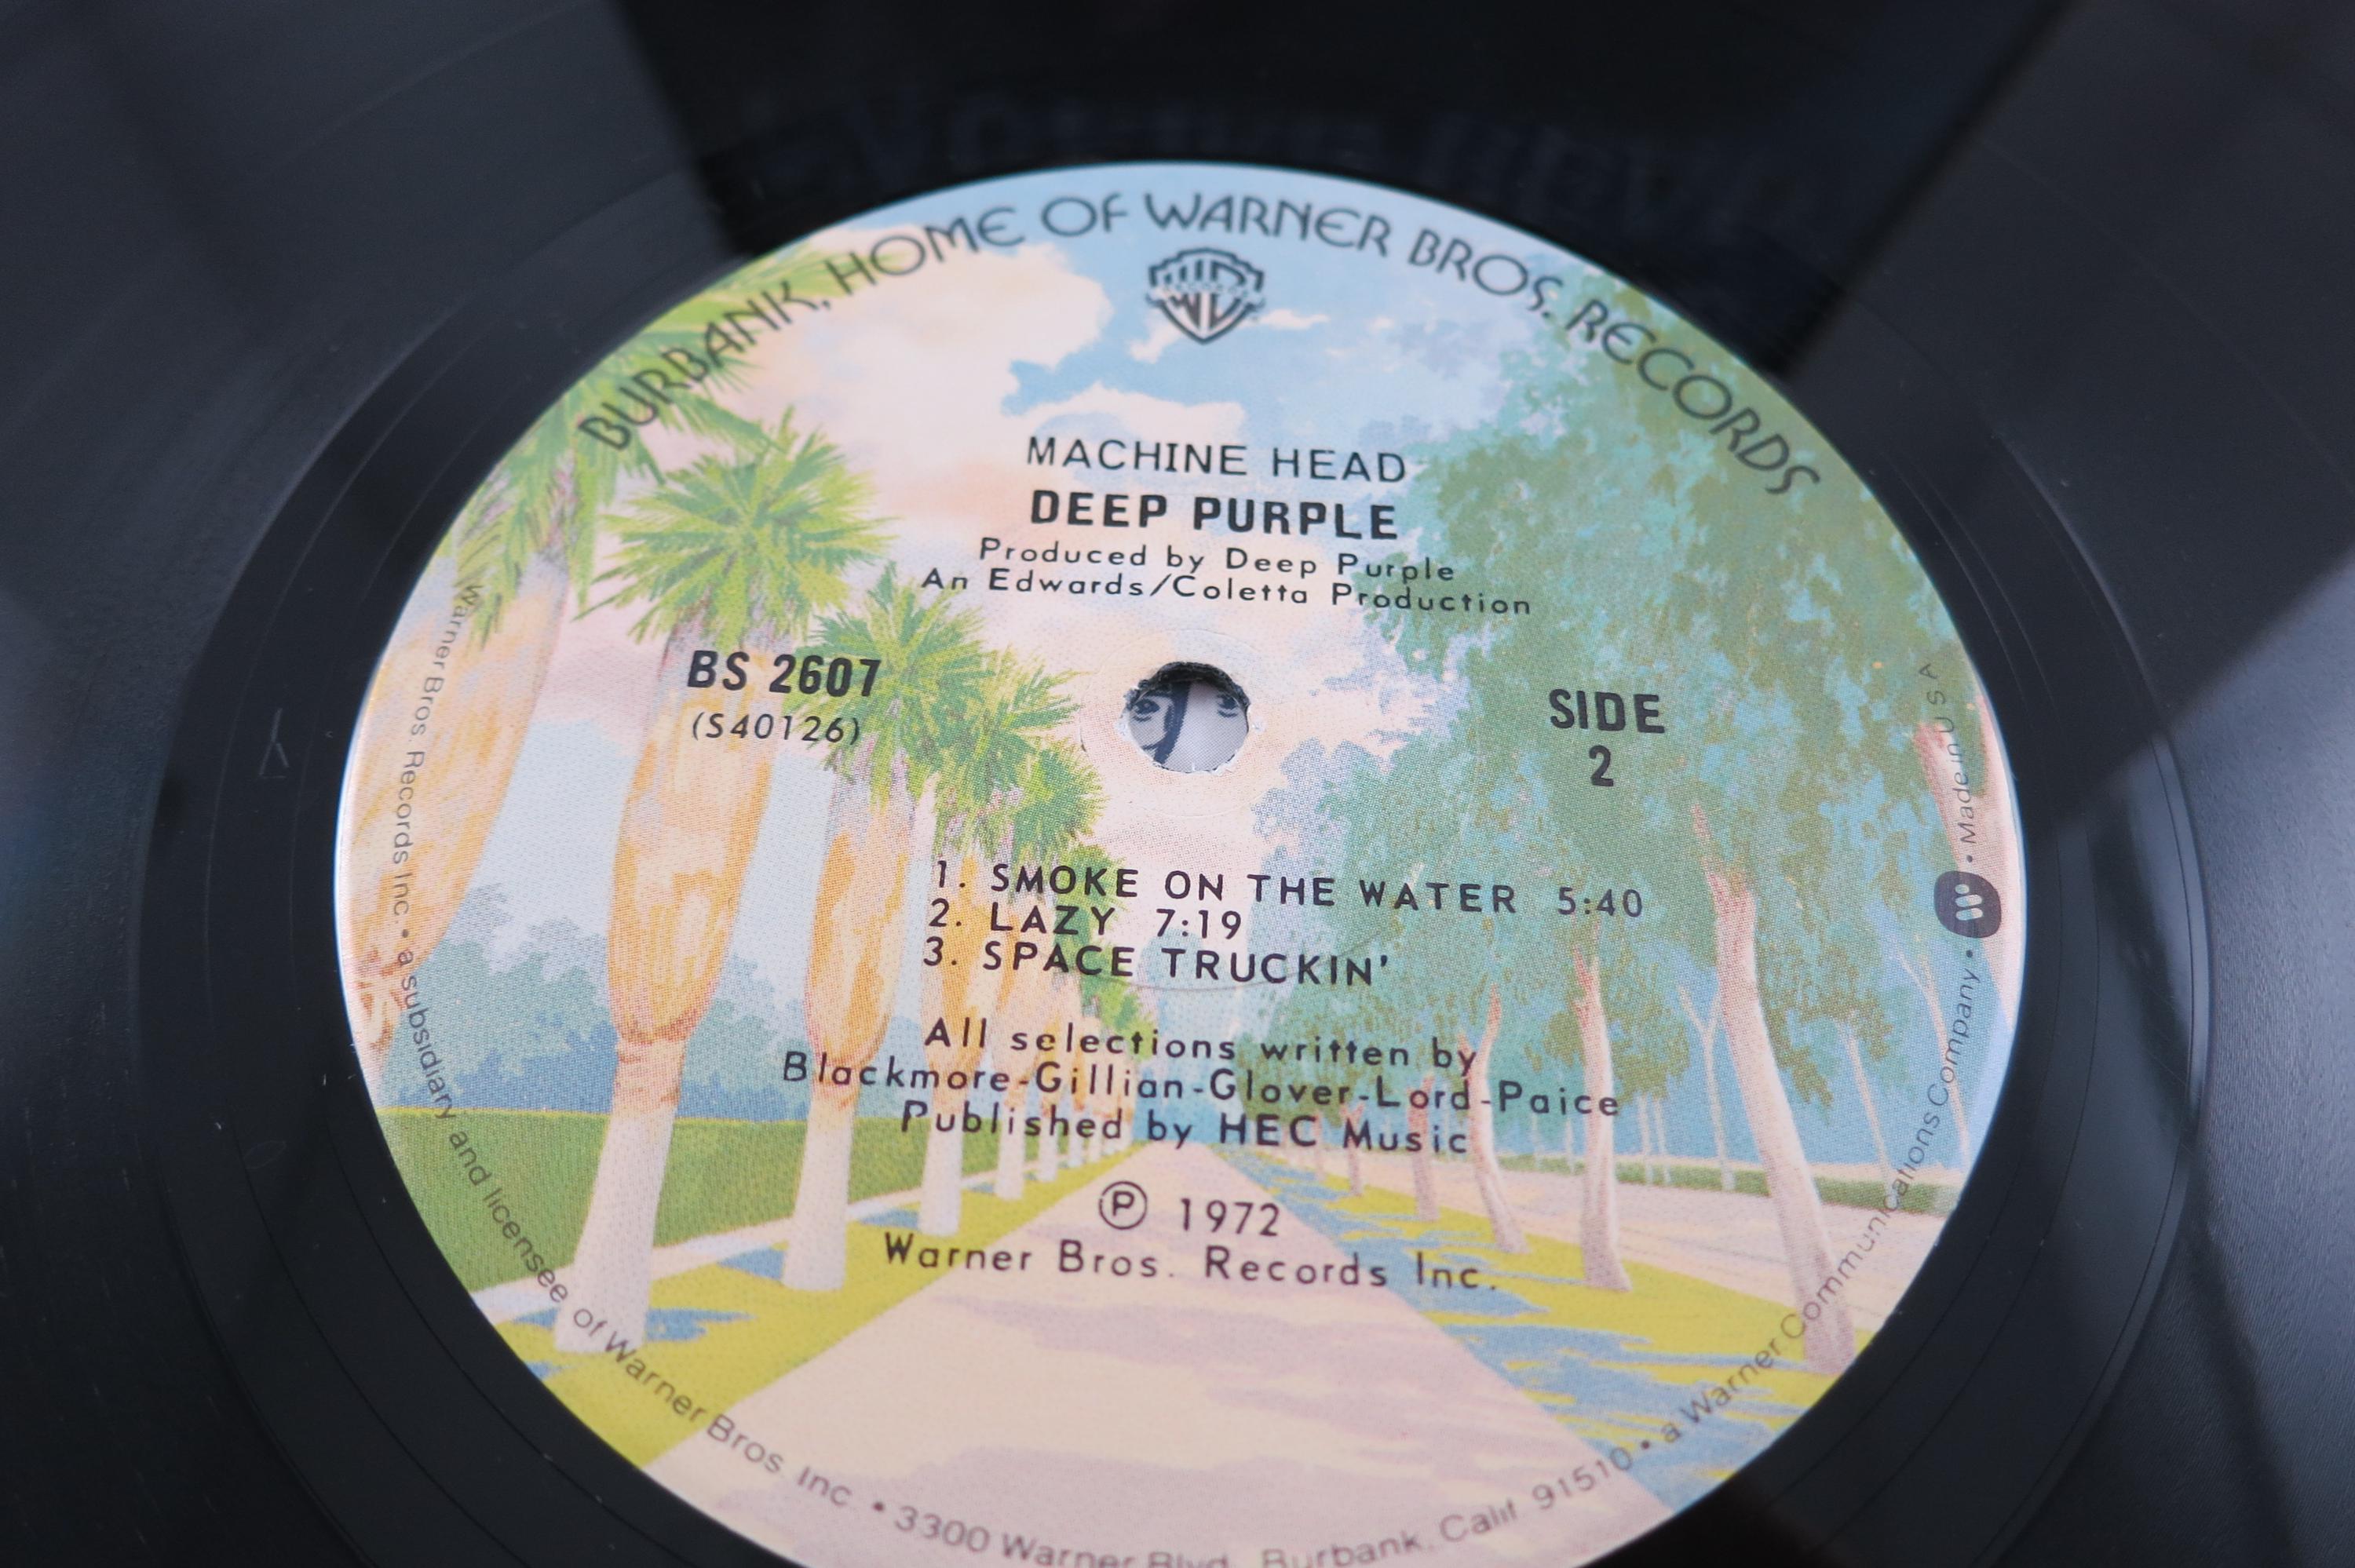 BURBANK, HOME OF WARNER BROS. RECORDS
MACHINE HEAD
DEEP PURPLE
Produced by Deep Purple
An Edwards/Coletta Production
BS 2607
(S40126)
SIDE
2
1. SMOKE ON THE WATER 5:40
2. LAZY 7:19
3. SPACE TRUCKIN'
All selections written by
Blackmore-Gillian-Glover-Lord-Paice
Published by HEC Music
Ⓟ 1972
Warner Bros. Records Inc.
Warner Bros. Records Inc. • a subsidiary and licensee of Warner Bros. Inc. • 3300 Warner Blvd., Burbank, Calif. 91510 • a Warner Communications Company • W • Made in U S A